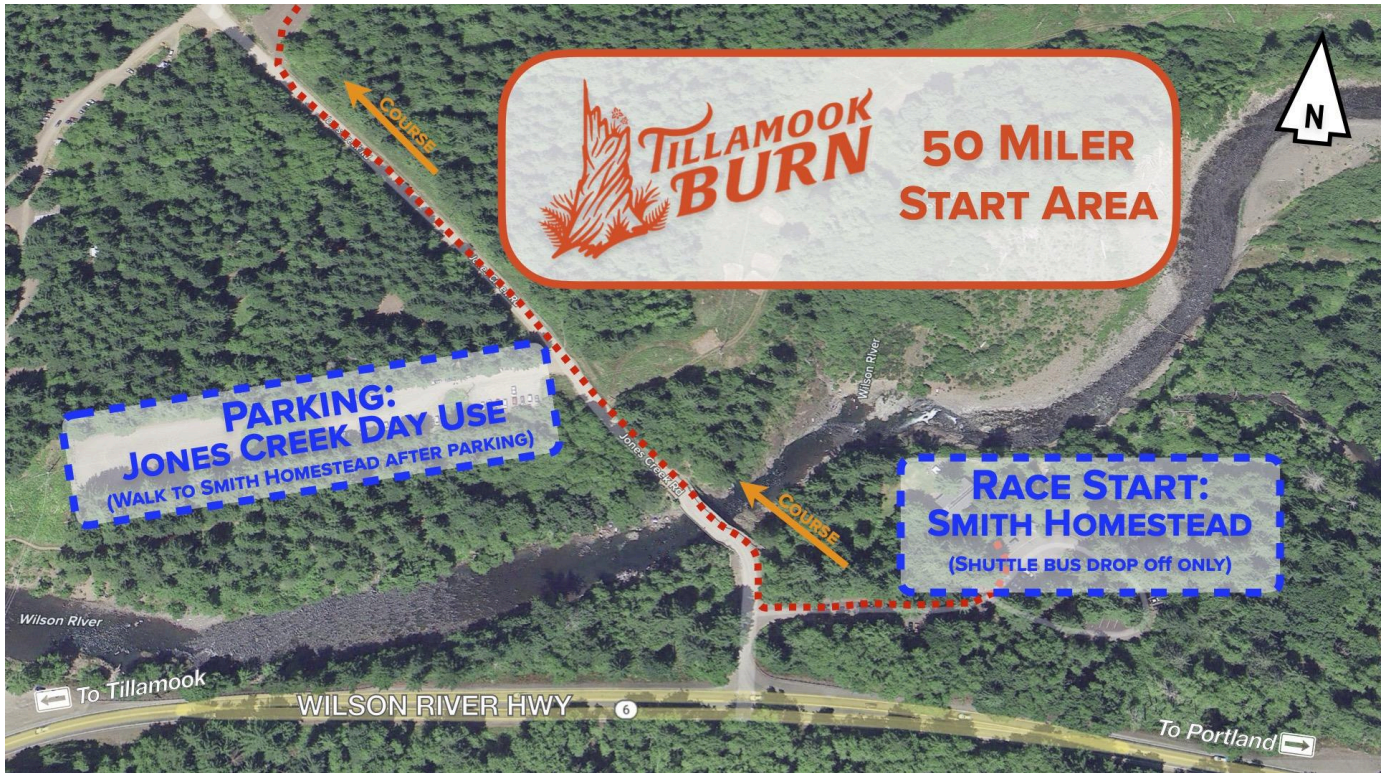 TILLAMOOK
BURN
50 MILER
START AREA
N
COURSE
PARKING:
JONES CREEK DAY USE
(WALK TO SMITH HOMESTEAD AFTER PARKING)
Wilson River
Jones Creek Rd
COURSE
RACE START:
SMITH HOMESTEAD
(SHUTTLE BUS DROP Off ONLY)
Wilson River
To Tillamook
WILSON RIVER HWY
6
To Portland